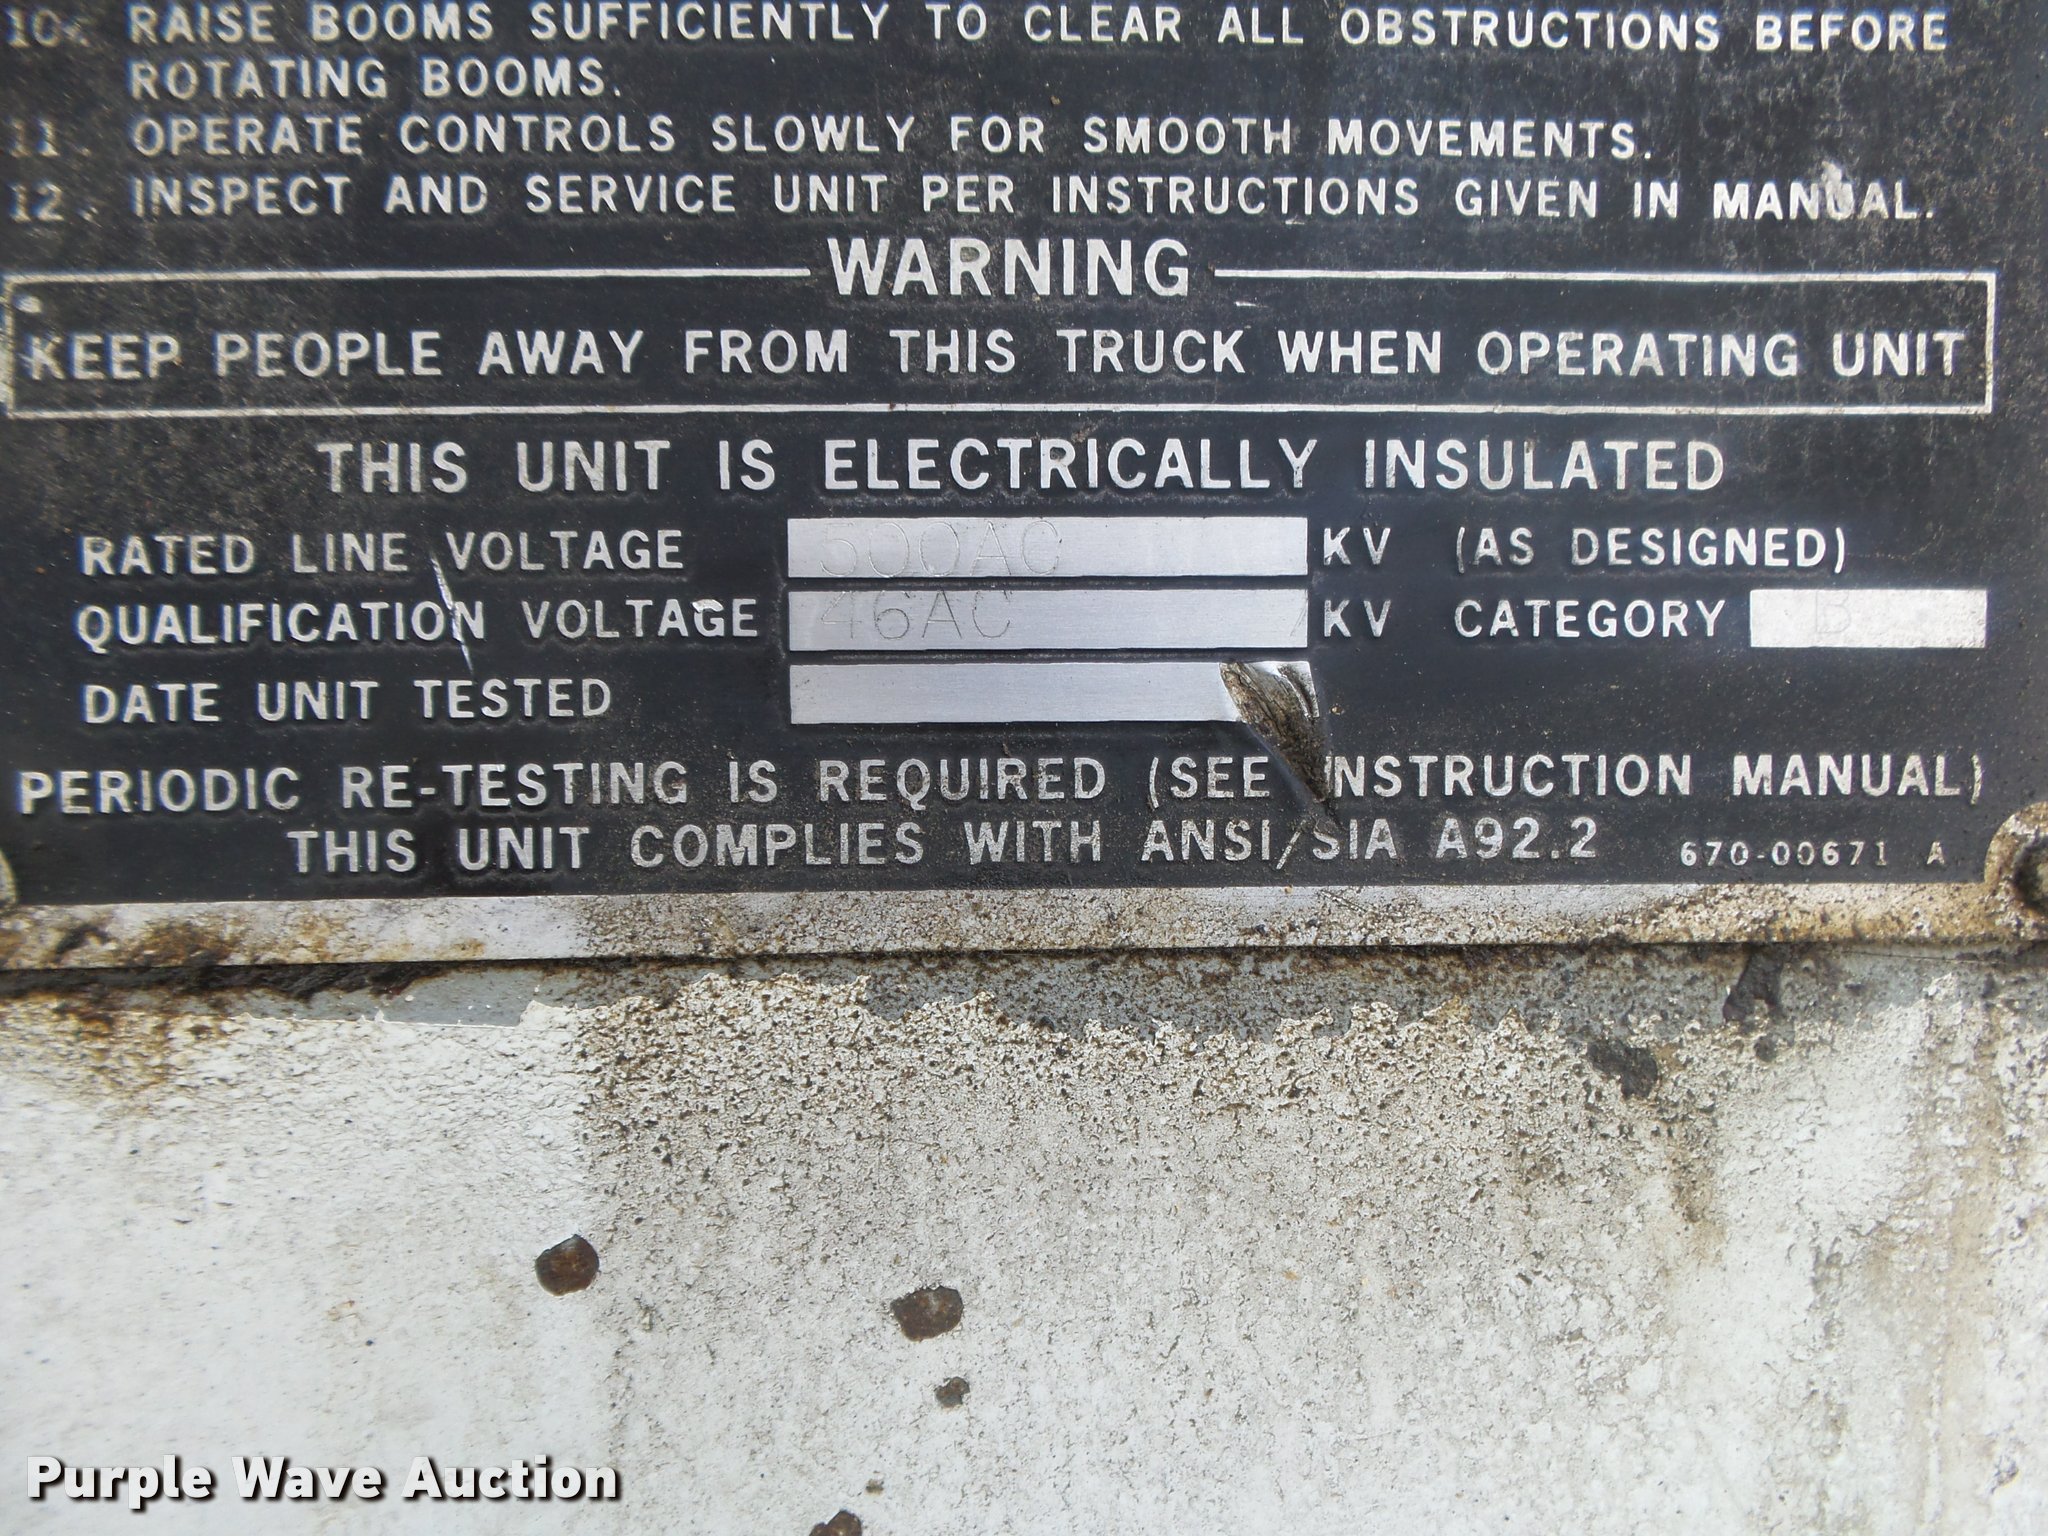 10. RAISE BOOMS SUFFICIENTLY TO CLEAR ALL OBSTRUCTIONS BEFORE
ROTATING BOOMS.
11. OPERATE CONTROLS SLOWLY FOR SMOOTH MOVEMENTS.
12. INSPECT AND SERVICE UNIT PER INSTRUCTIONS GIVEN IN MANUAL.
WARNING
KEEP PEOPLE AWAY FROM THIS TRUCK WHEN OPERATING UNIT
THIS UNIT IS ELECTRICALLY INSULATED
RATED LINE VOLTAGE 500AC KV (AS DESIGNED)
QUALIFICATION VOLTAGE 46AC KV CATEGORY B
DATE UNIT TESTED
PERIODIC RE-TESTING IS REQUIRED (SEE INSTRUCTION MANUAL)
THIS UNIT COMPLIES WITH ANSI/SIA A92.2 670-00671 A
Purple Wave Auction